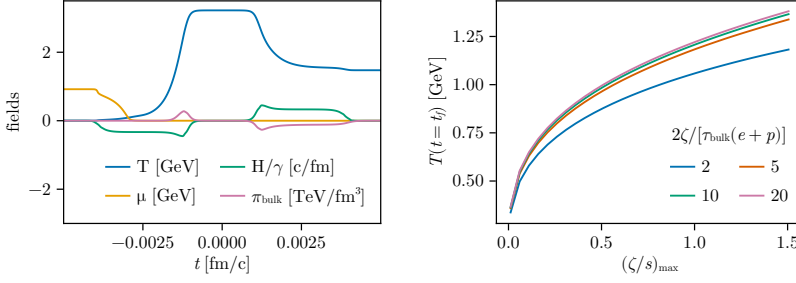 fields
2
0
−2
T [GeV]
H/γ [c/fm]
μ [GeV]
π_bulk [TeV/fm³]
−0.0025
0.0000
0.0025
t [fm/c]
T(t = t_f) [GeV]
1.25
1.00
0.75
0.50
2ζ/[τ_bulk(e + p)]
2
5
10
20
0.0
0.5
1.0
1.5
(ζ/s)_max